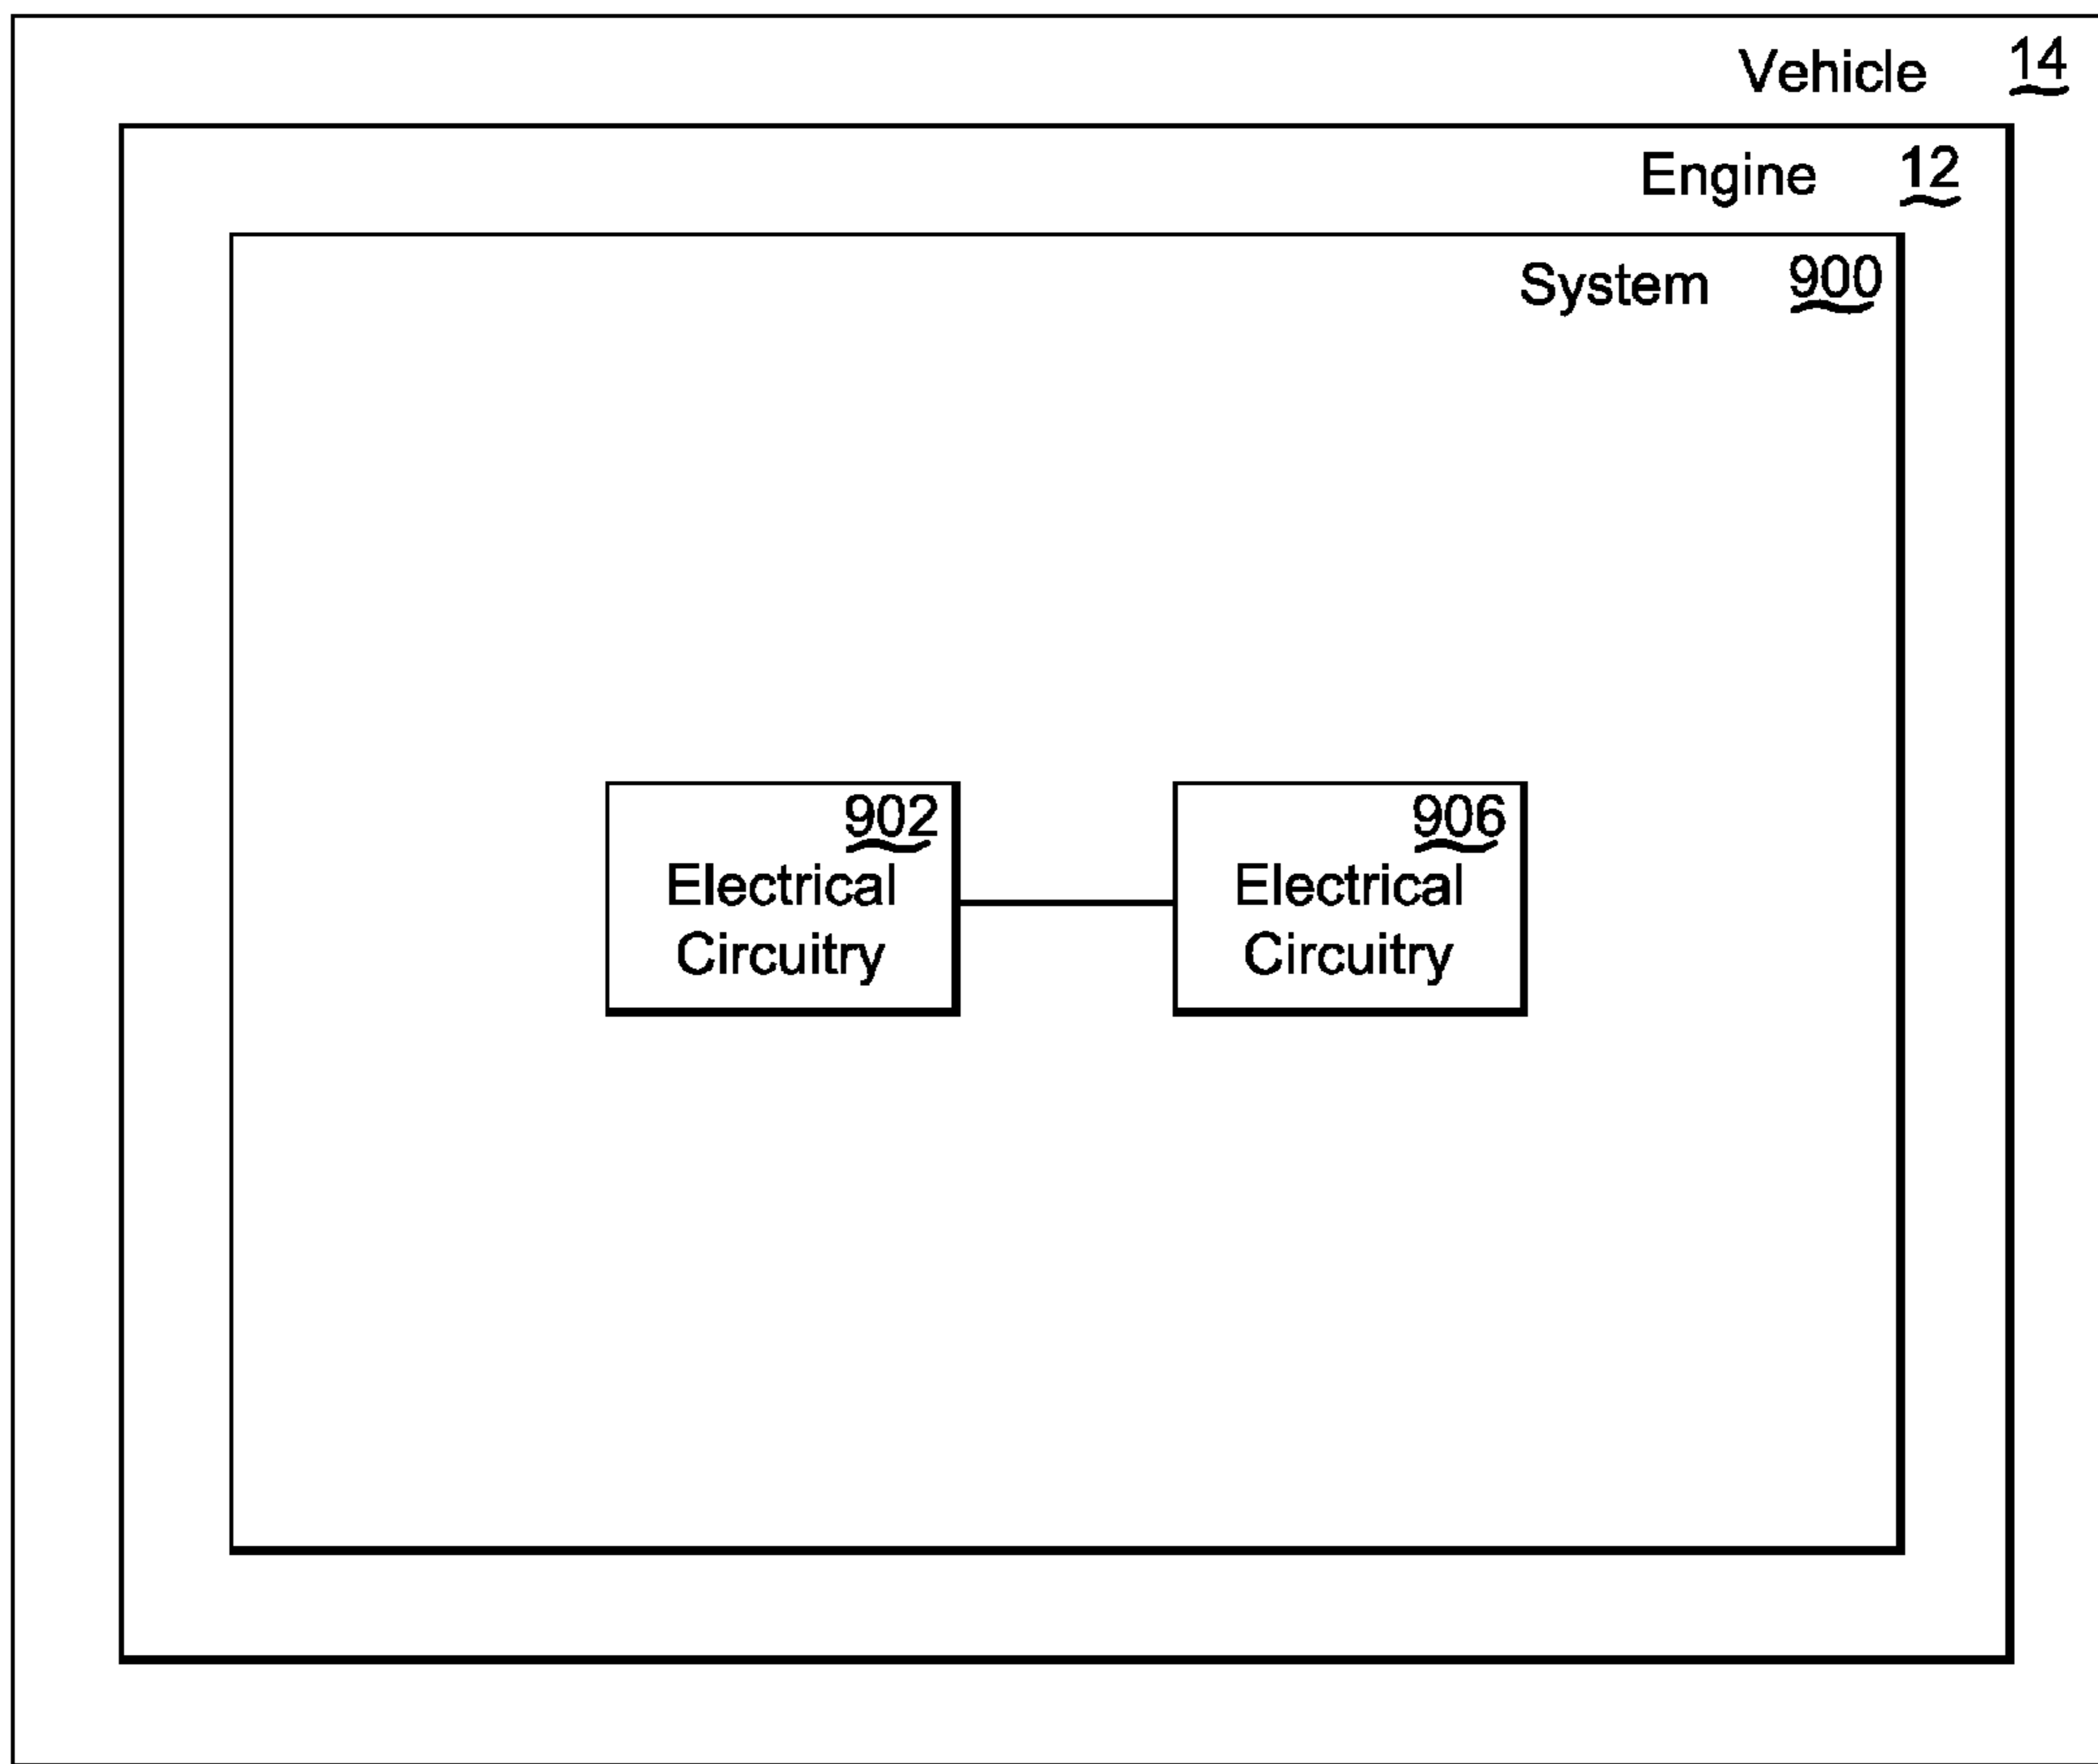 Vehicle 14
Engine 12
System 900
902
Electrical
Circuitry
906
Electrical
Circuitry